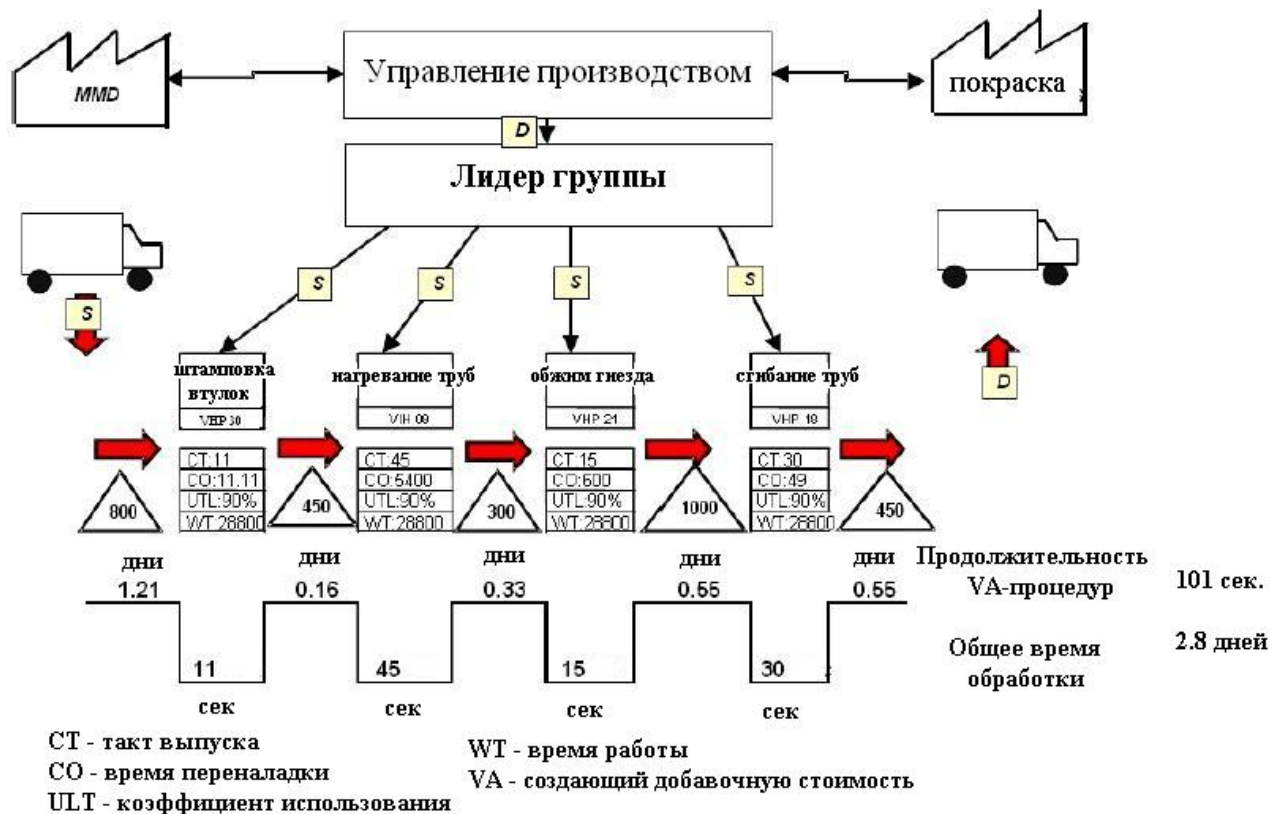 MMD
Управление производством
покраска
D
Лидер группы
S
S
S
S
S
D
штамповка
втулок
VHP 30
нагревание труб
VIH 09
обжим гнезда
VHP 21
сгибание труб
VHP 19
800
CT:11
CO:11.11
UTL:90%
WT:28800
450
CT:45
CO:5400
UTL:90%
WT:28800
300
CT:15
CO:600
UTL:90%
WT:28800
1000
CT:30
CO:49
UTL:90%
WT:28800
450
дни
1.21
дни
0.16
дни
0.33
дни
0.55
дни
0.55
Продолжительность
VA-процедур
101 сек.
11
сек
45
сек
15
сек
30
сек
Общее время
обработки
2.8 дней
CT - такт выпуска
CO - время переналадки
ULT - коэффициент использования
WT - время работы
VA - создающий добавочную стоимость